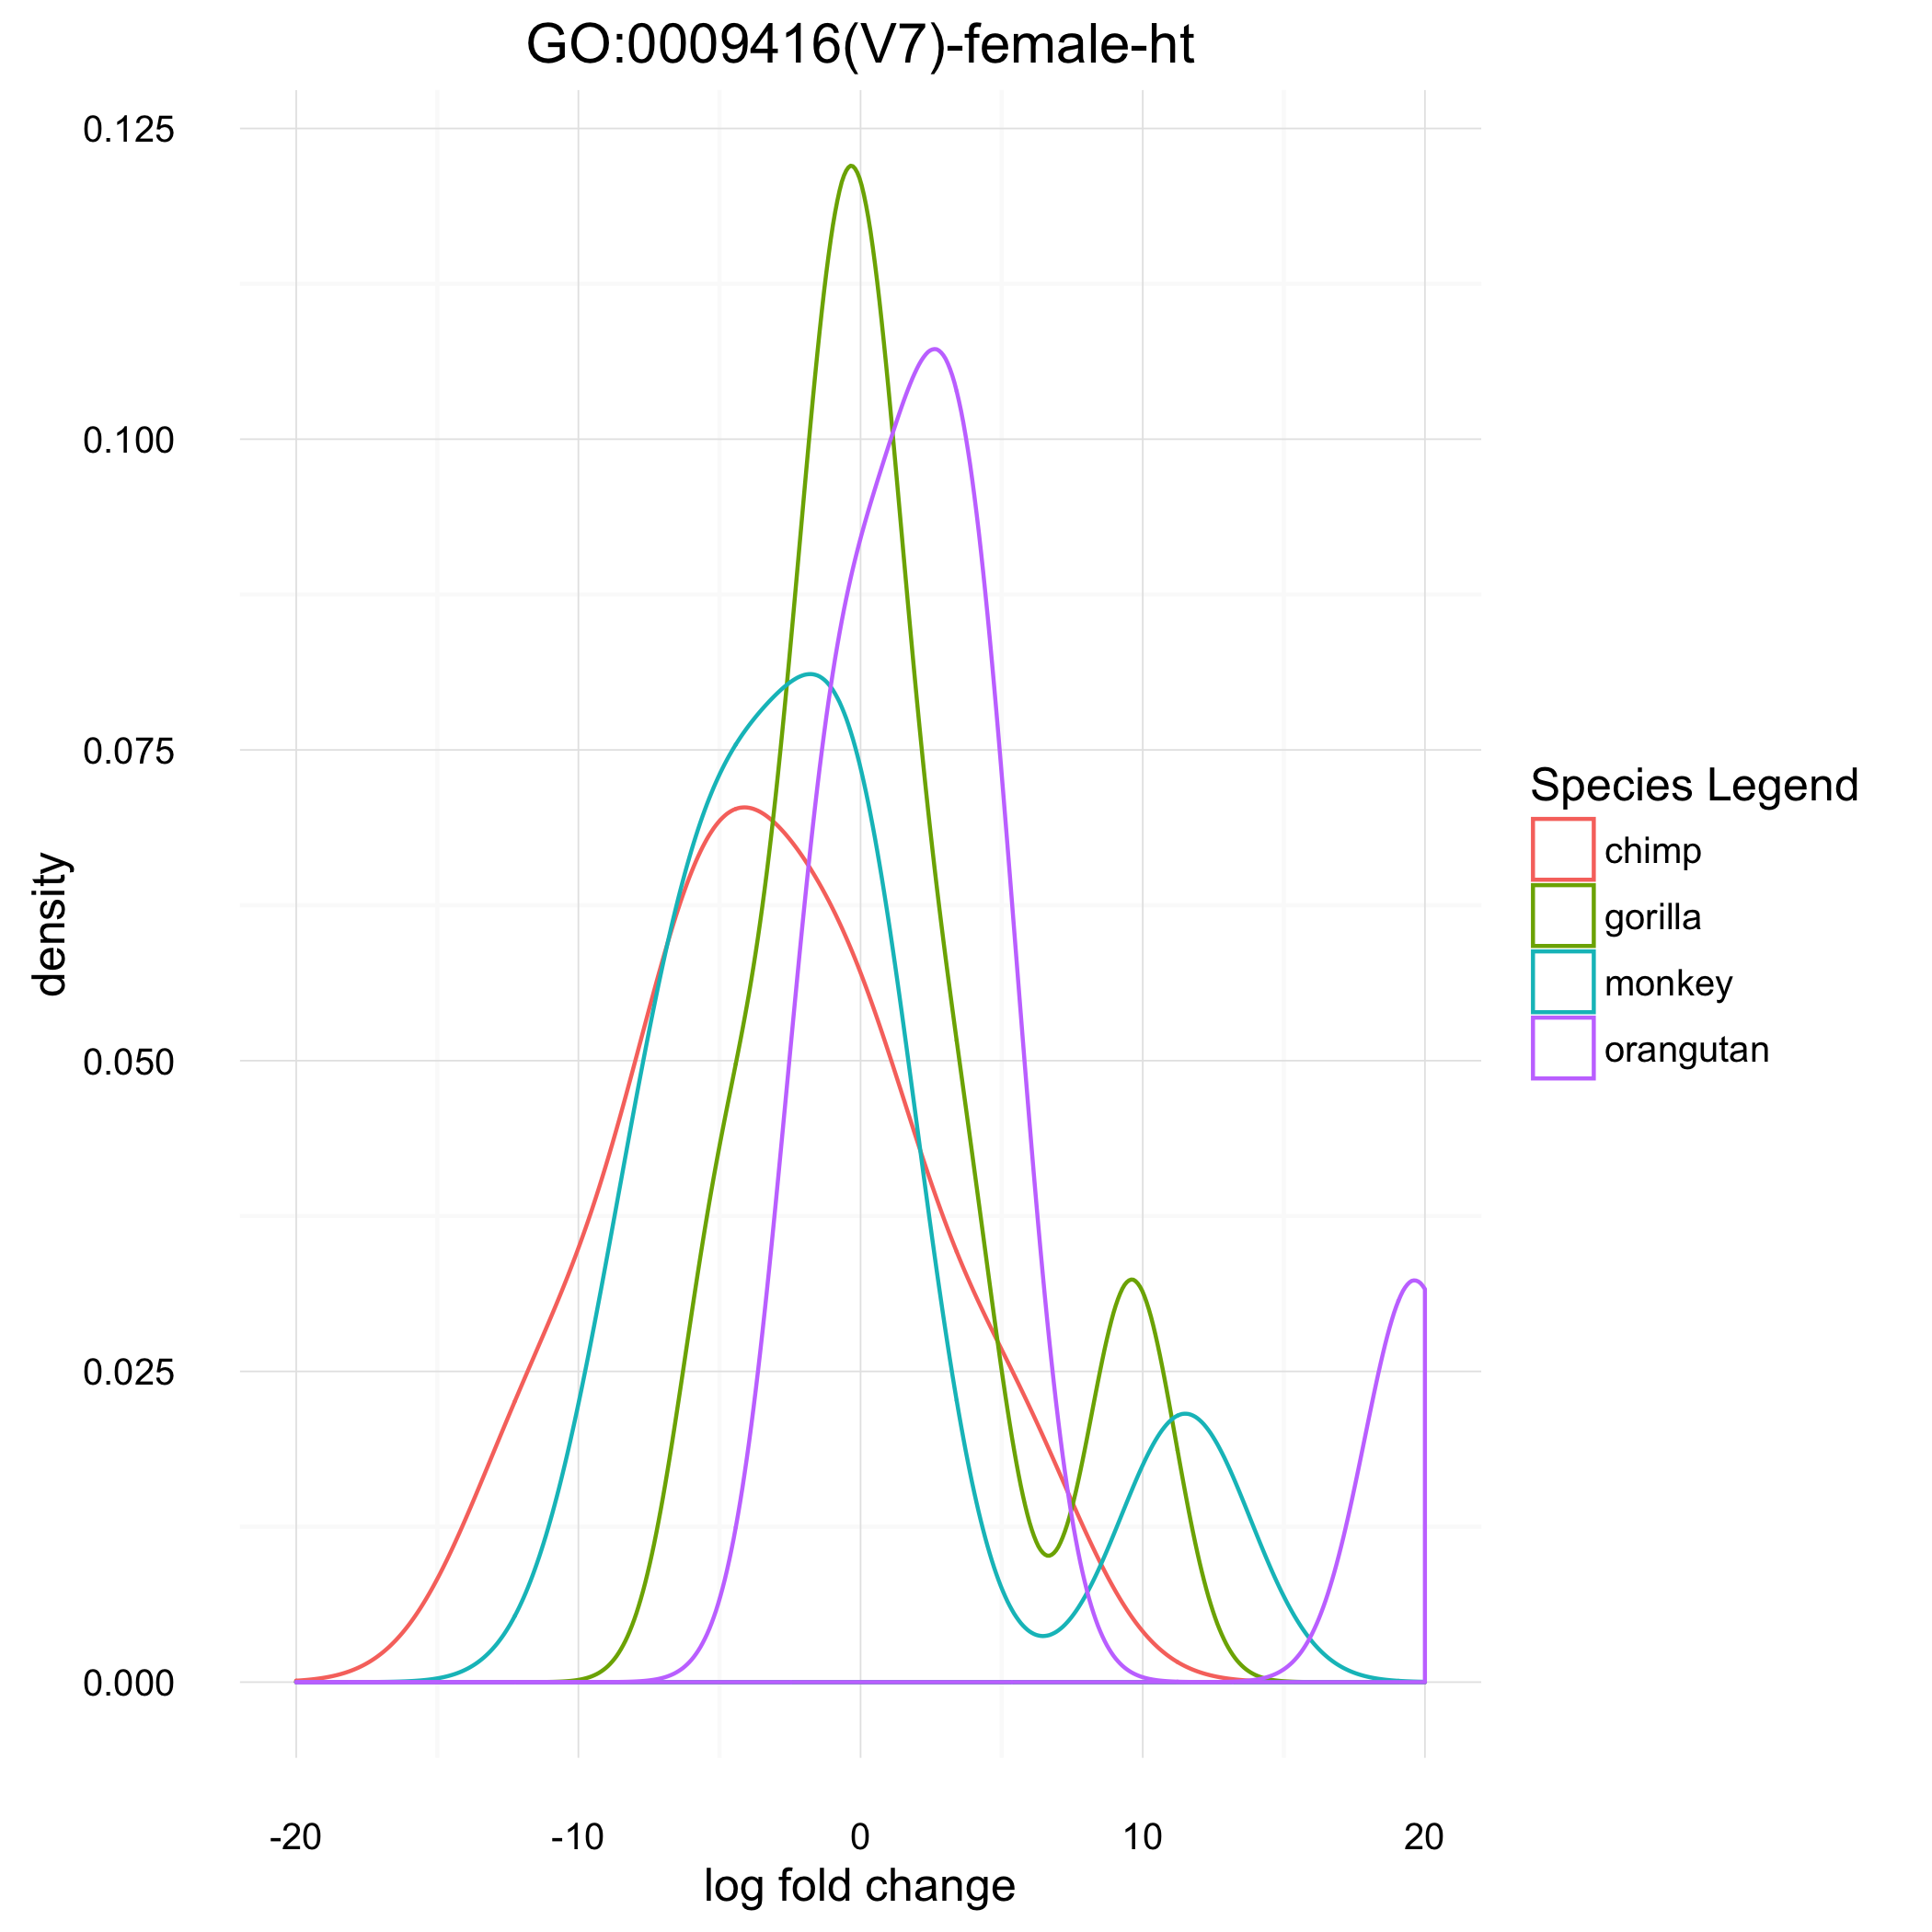 GO:0009416(V7)-female-ht
0.125
0.100
0.075
0.050
0.025
0.000
density
-20 -10 0 10 20
log fold change
Species Legend
chimp
gorilla
monkey
orangutan